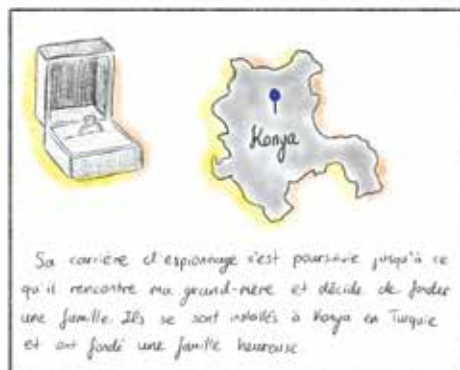 Konya
Sa carrière d'espionnage s'est poursuivie jusqu'à ce
qu'il rencontre ma grand-mère et décide de fonder
une famille. Ils se sont installés à Konya en Turquie
et ont fondé une famille heureuse.